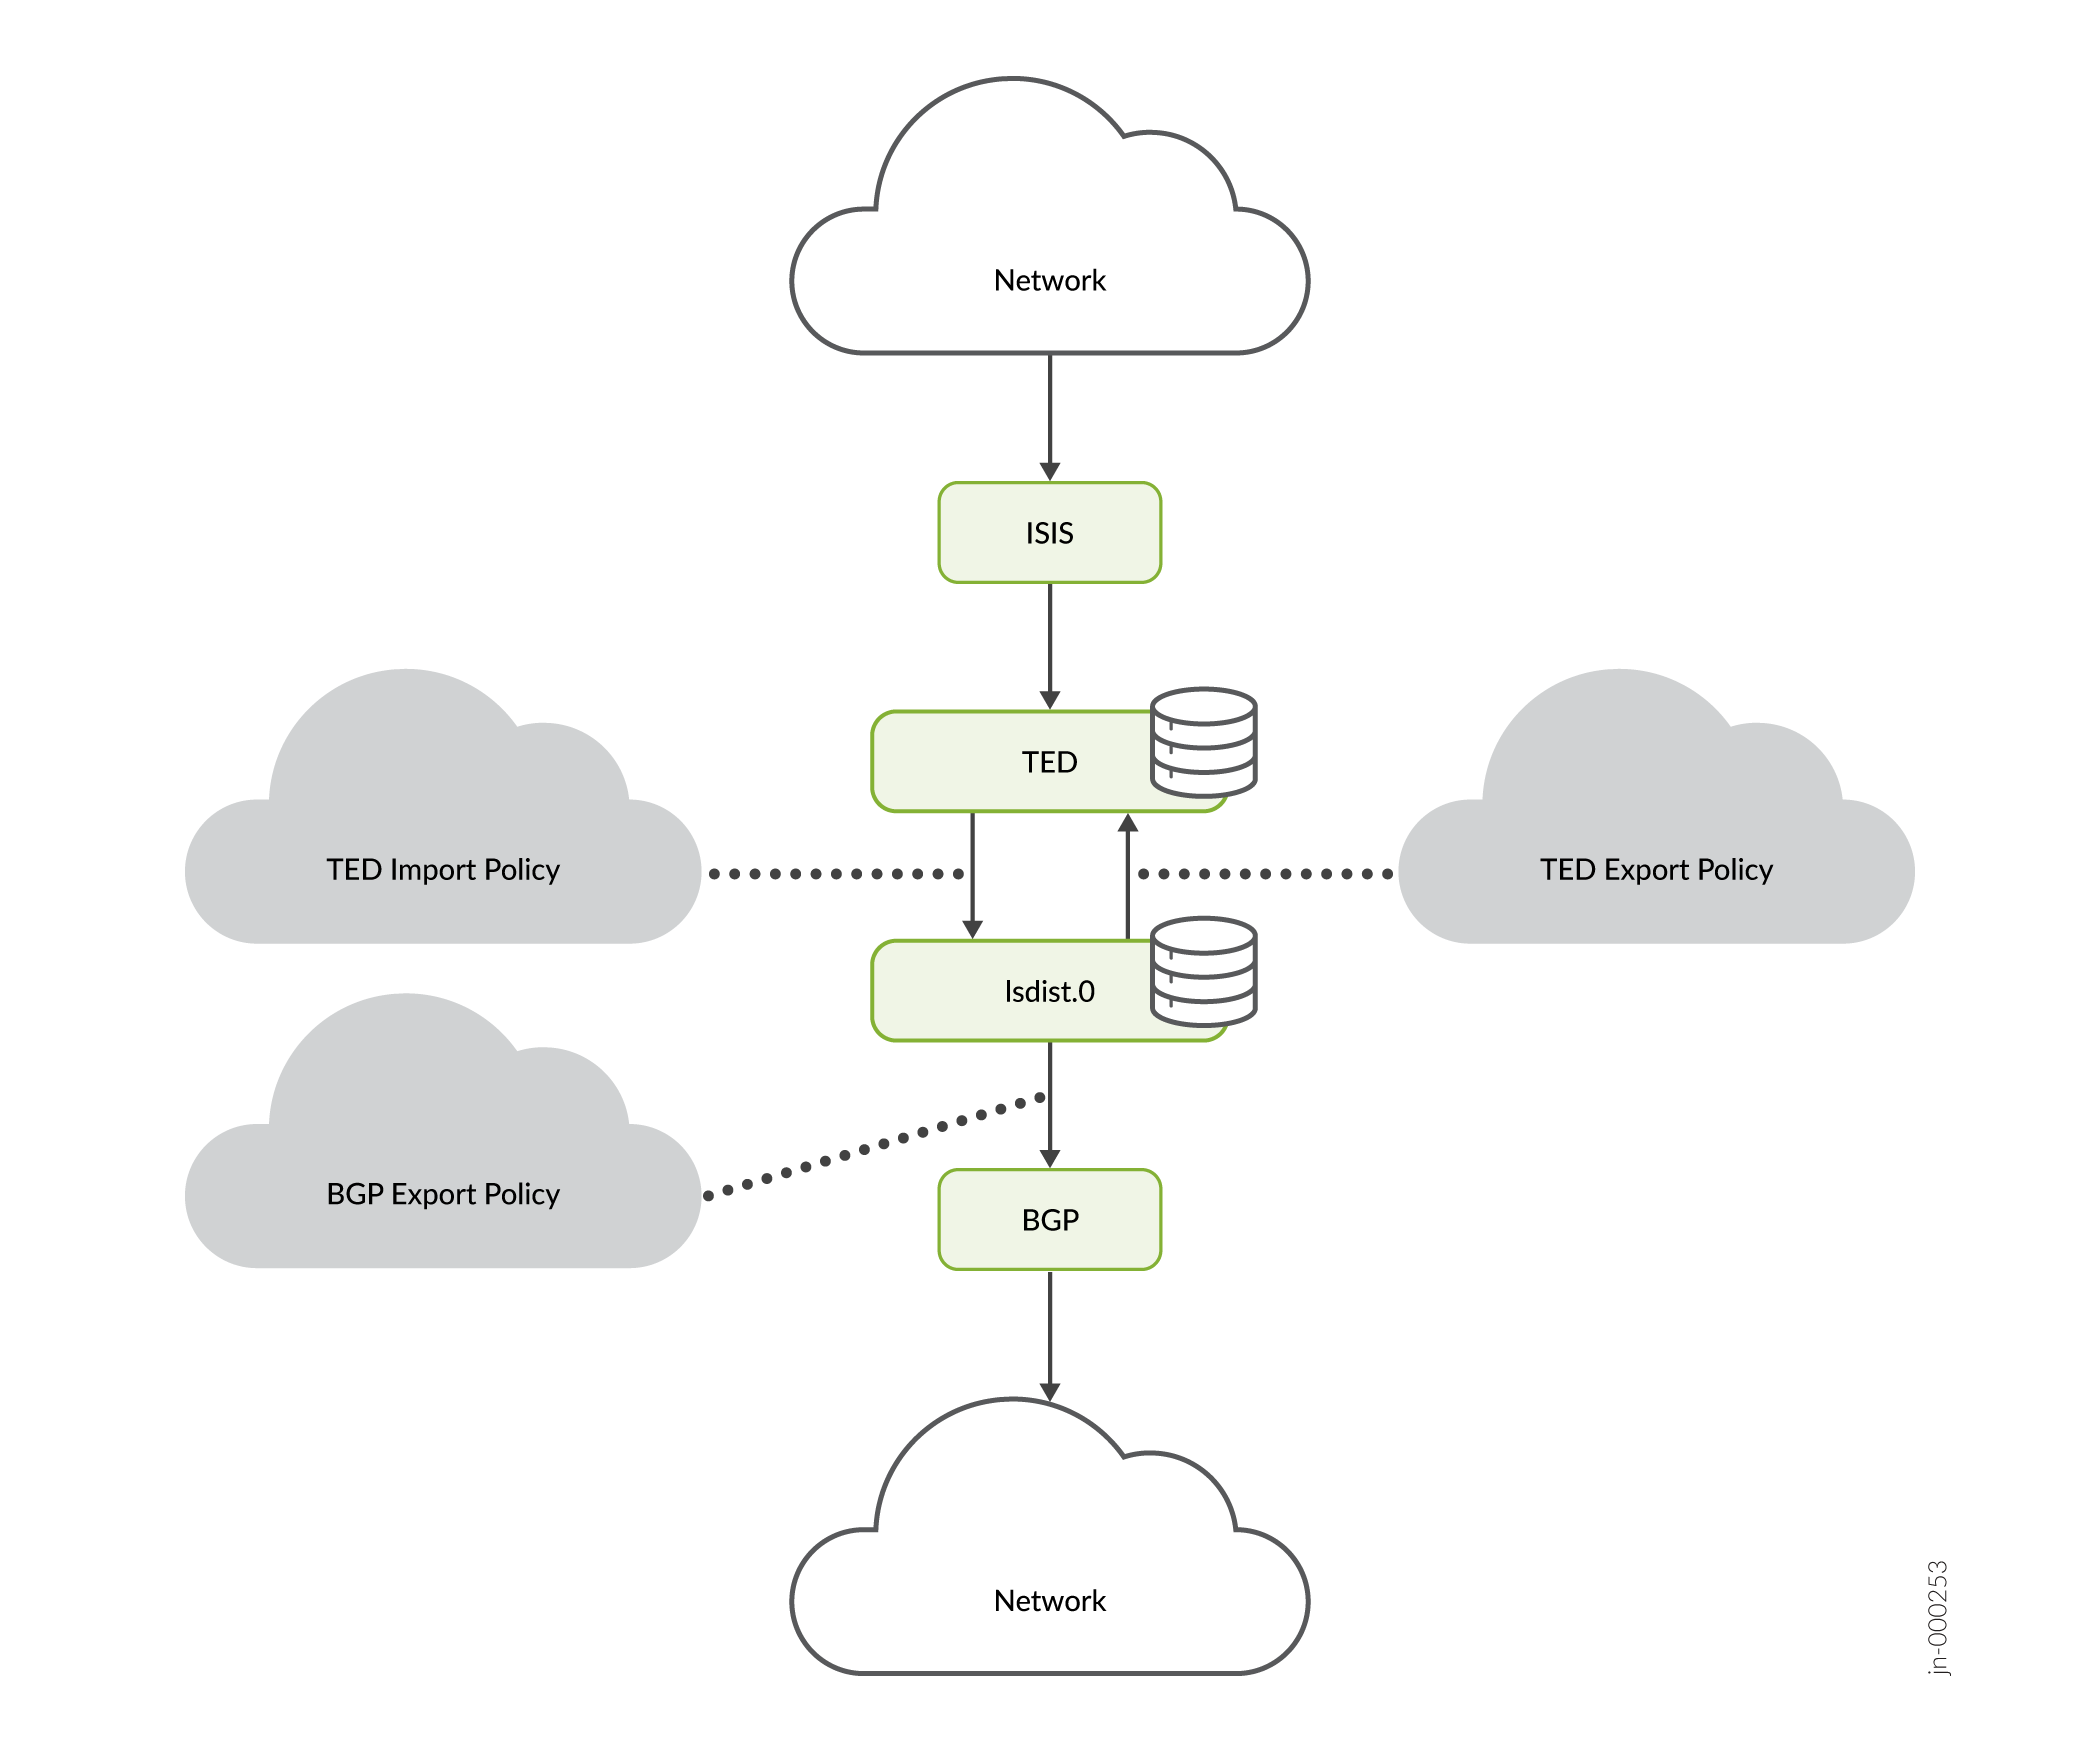 Network
ISIS
TED
TED Import Policy
TED Export Policy
lsdist.0
BGP Export Policy
BGP
Network
jn-000253